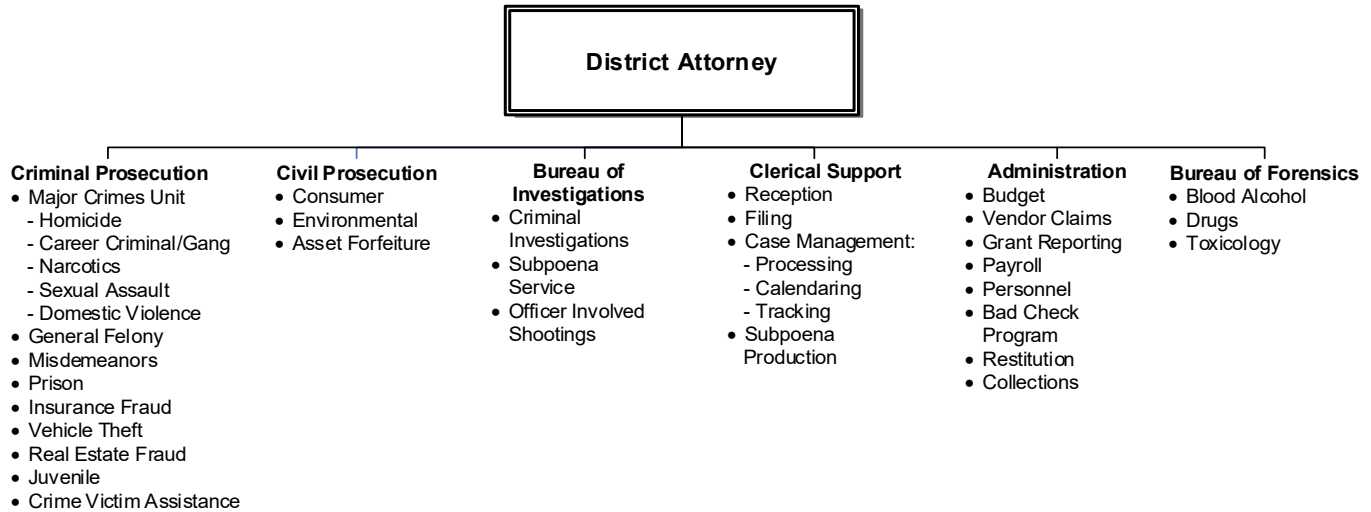 District Attorney
Criminal Prosecution
• Major Crimes Unit
- Homicide
- Career Criminal/Gang
- Narcotics
- Sexual Assault
- Domestic Violence
• General Felony
• Misdemeanors
• Prison
• Insurance Fraud
• Vehicle Theft
• Real Estate Fraud
• Juvenile
• Crime Victim Assistance
Civil Prosecution
• Consumer
• Environmental
• Asset Forfeiture
Bureau of
Investigations
• Criminal
Investigations
• Subpoena
Service
• Officer Involved
Shootings
Clerical Support
• Reception
• Filing
• Case Management:
- Processing
- Calendaring
- Tracking
• Subpoena
Production
Administration
• Budget
• Vendor Claims
• Grant Reporting
• Payroll
• Personnel
• Bad Check
Program
• Restitution
• Collections
Bureau of Forensics
• Blood Alcohol
• Drugs
• Toxicology